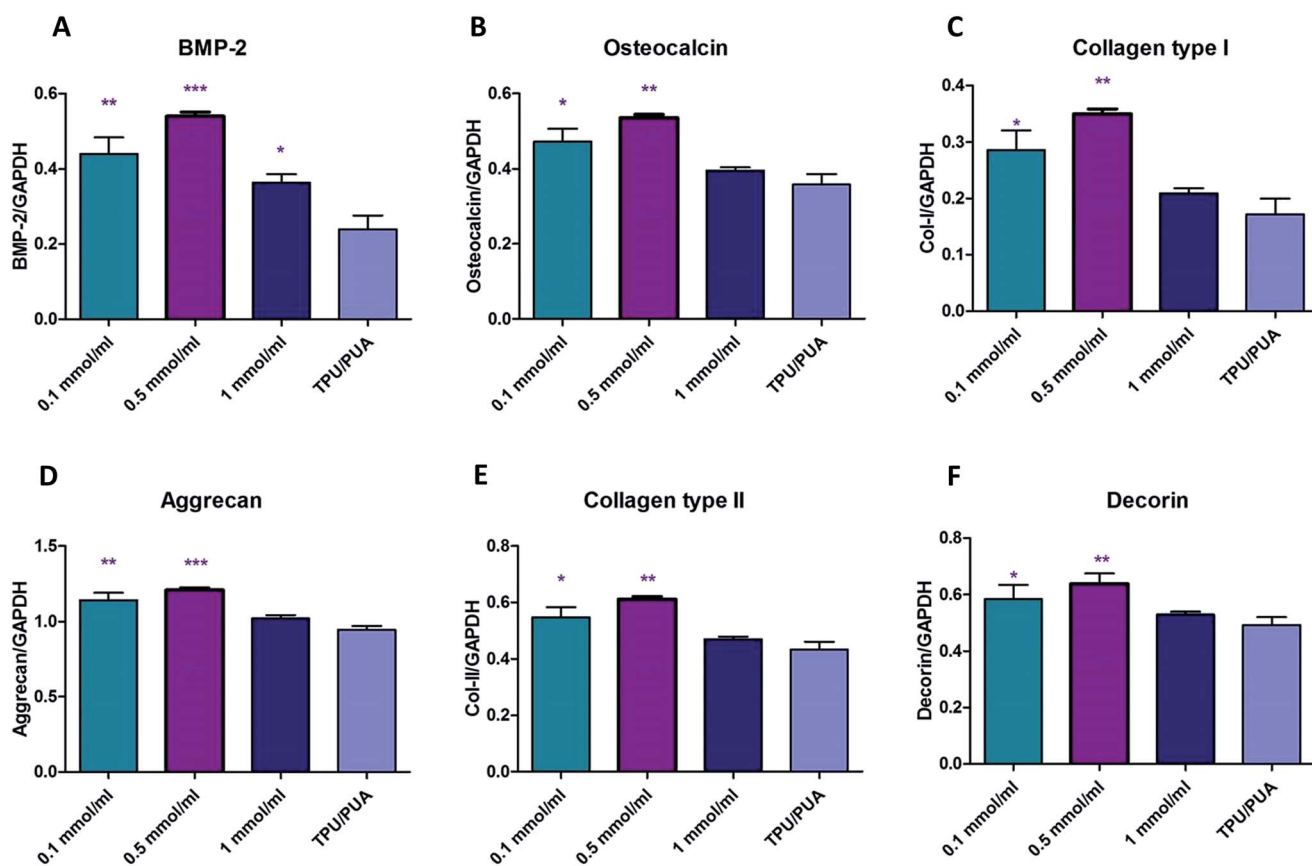 A
BMP-2
BMP-2/GAPDH
0.6
0.4
0.2
0.0
**
***
*
0.1 mmol/ml
0.5 mmol/ml
1 mmol/ml
TPU/PUA
B
Osteocalcin
Osteocalcin/GAPDH
0.6
0.4
0.2
0.0
*
**
0.1 mmol/ml
0.5 mmol/ml
1 mmol/ml
TPU/PUA
C
Collagen type I
Col-I/GAPDH
0.4
0.3
0.2
0.1
0.0
*
**
0.1 mmol/ml
0.5 mmol/ml
1 mmol/ml
TPU/PUA
D
Aggrecan
Aggrecan/GAPDH
1.5
1.0
0.5
0.0
**
***
0.1 mmol/ml
0.5 mmol/ml
1 mmol/ml
TPU/PUA
E
Collagen type II
Col-II/GAPDH
0.8
0.6
0.4
0.2
0.0
*
**
0.1 mmol/ml
0.5 mmol/ml
1 mmol/ml
TPU/PUA
F
Decorin
Decorin/GAPDH
0.8
0.6
0.4
0.2
0.0
*
**
0.1 mmol/ml
0.5 mmol/ml
1 mmol/ml
TPU/PUA